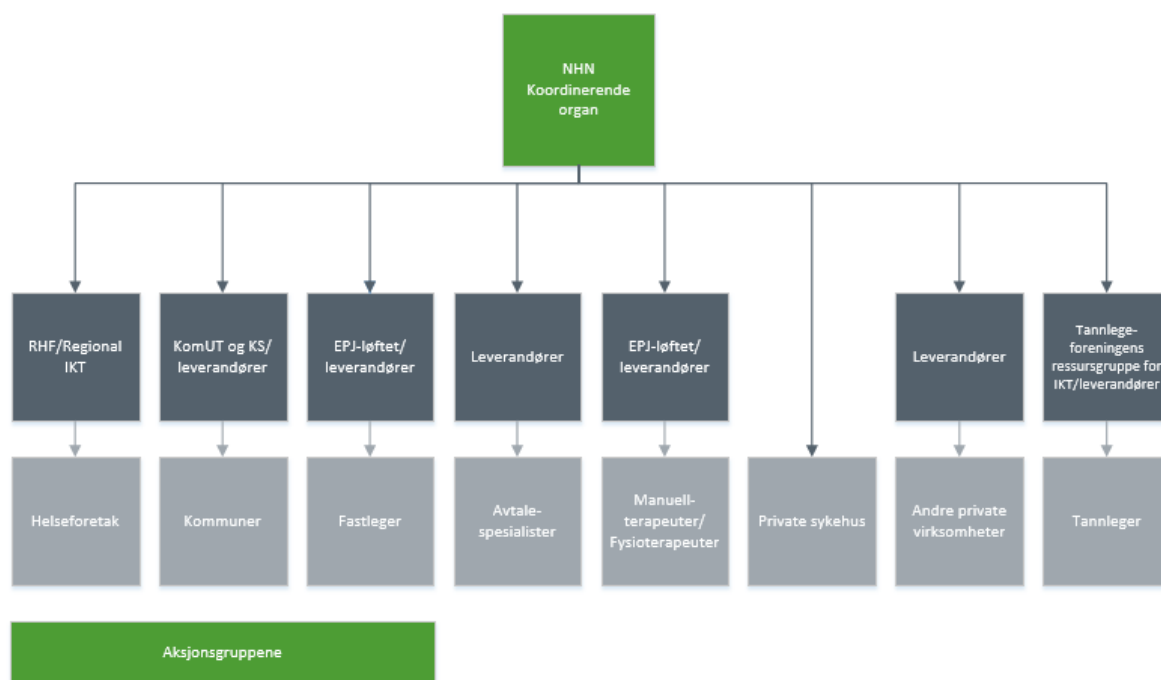 NHN
Koordinerende
organ
RHF/Regional
IKT
KomUT og KS/
leverandører
EPJ-løftet/
leverandører
Leverandører
EPJ-løftet/
leverandører
Leverandører
Tannlege-
foreningens
ressursgruppe for
IKT/leverandører
Helseforetak
Kommuner
Fastleger
Avtale-
spesialister
Manuell-
terapeuter/
Fysioterapeuter
Private sykehus
Andre private
virksomheter
Tannleger
Aksjonsgruppene